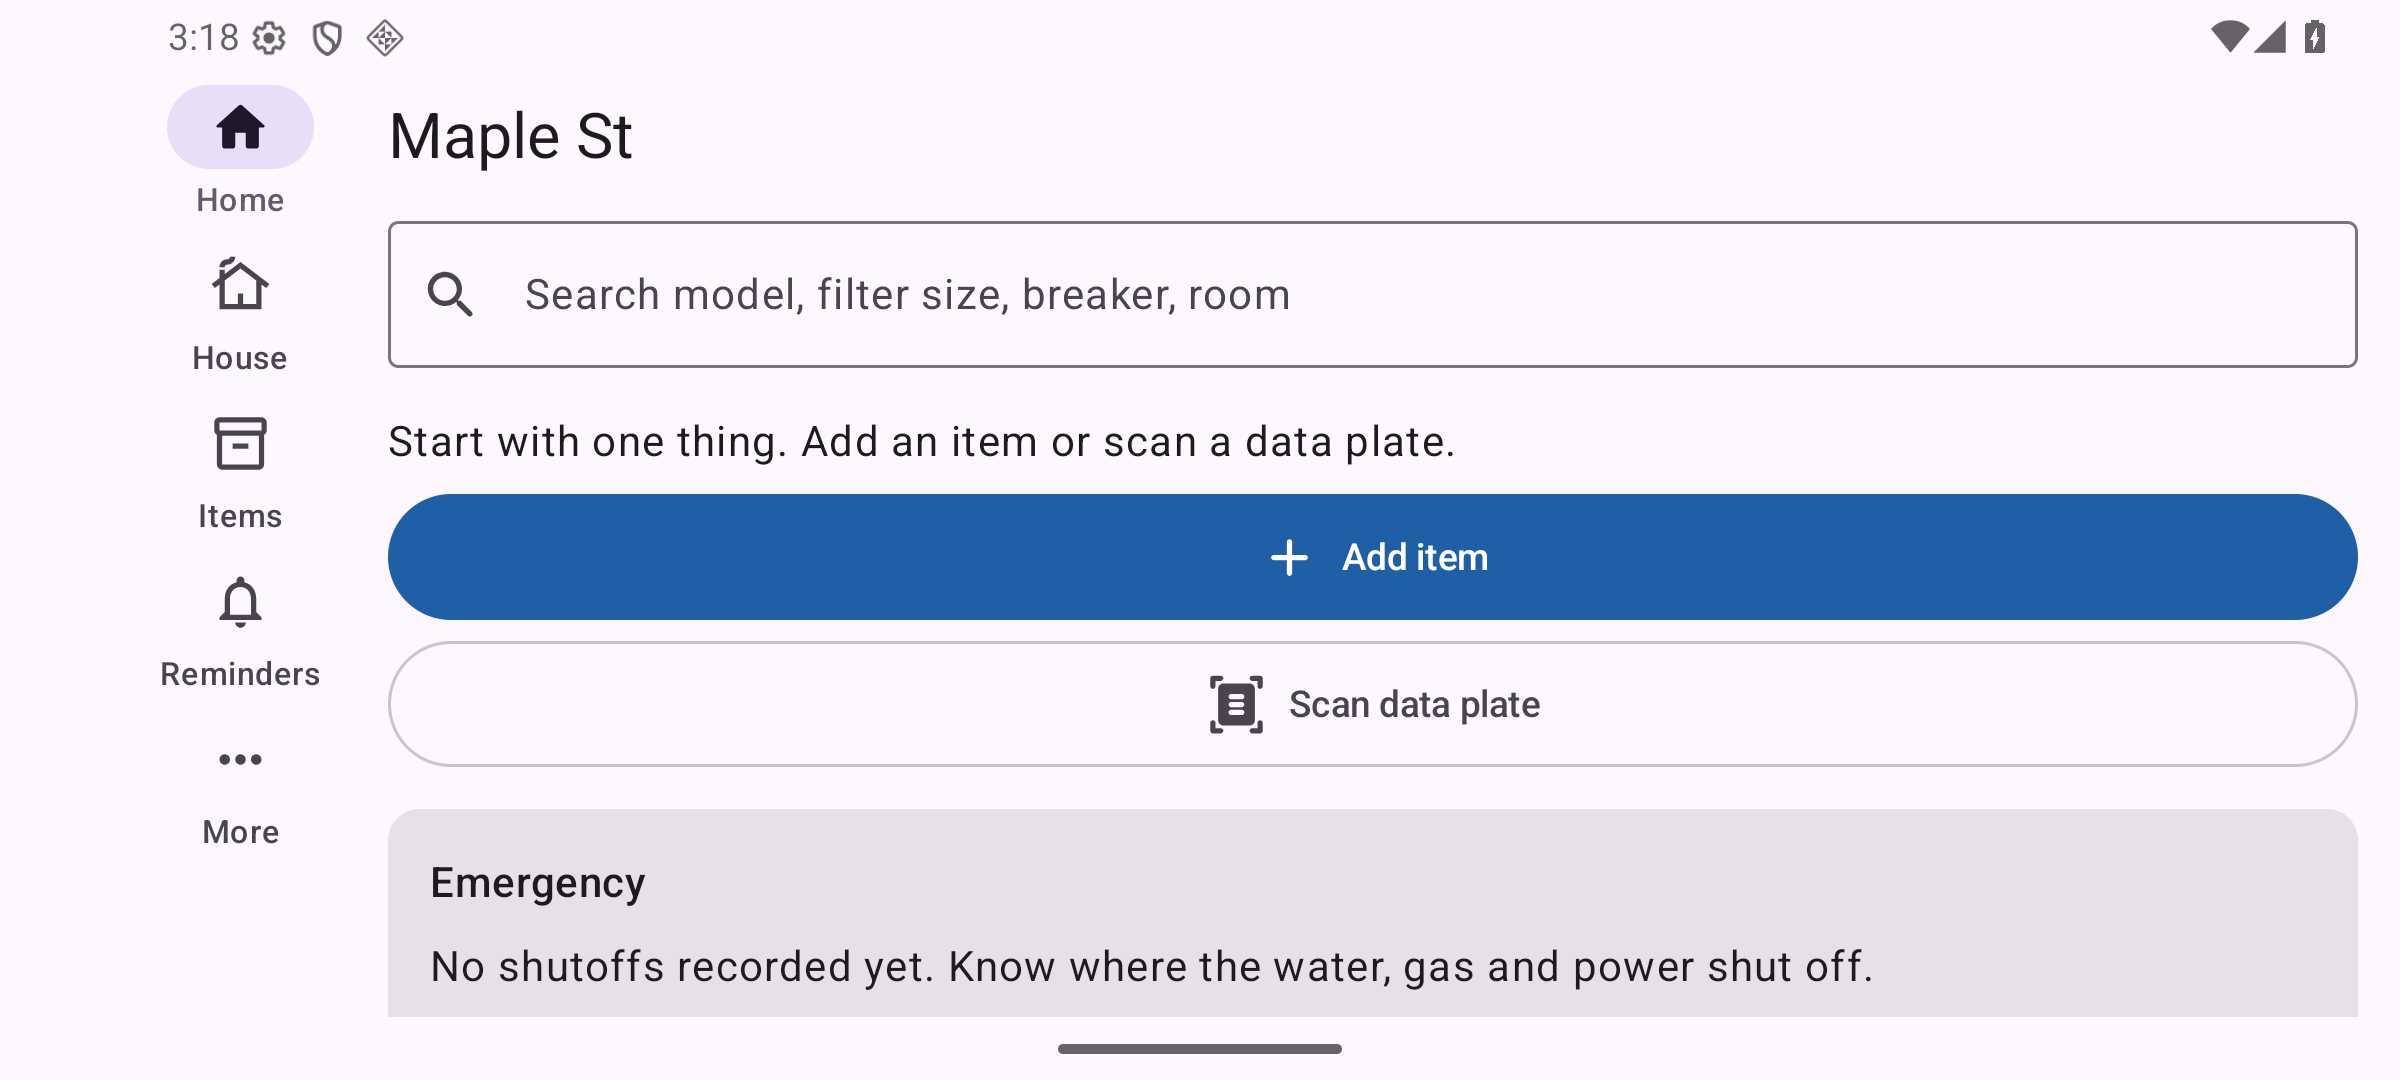 3:18
Home
House
Items
Reminders
More
Maple St
Search model, filter size, breaker, room
Start with one thing. Add an item or scan a data plate.
Add item
Scan data plate
Emergency
No shutoffs recorded yet. Know where the water, gas and power shut off.